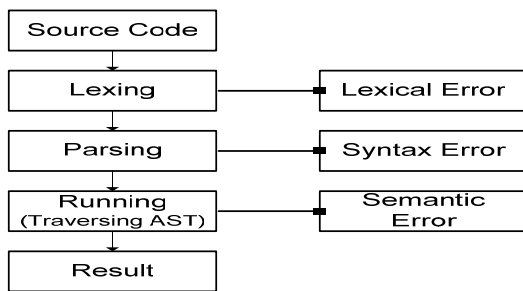 Source Code
Lexing
Lexical Error
Parsing
Syntax Error
Running
(Traversing AST)
Semantic
Error
Result